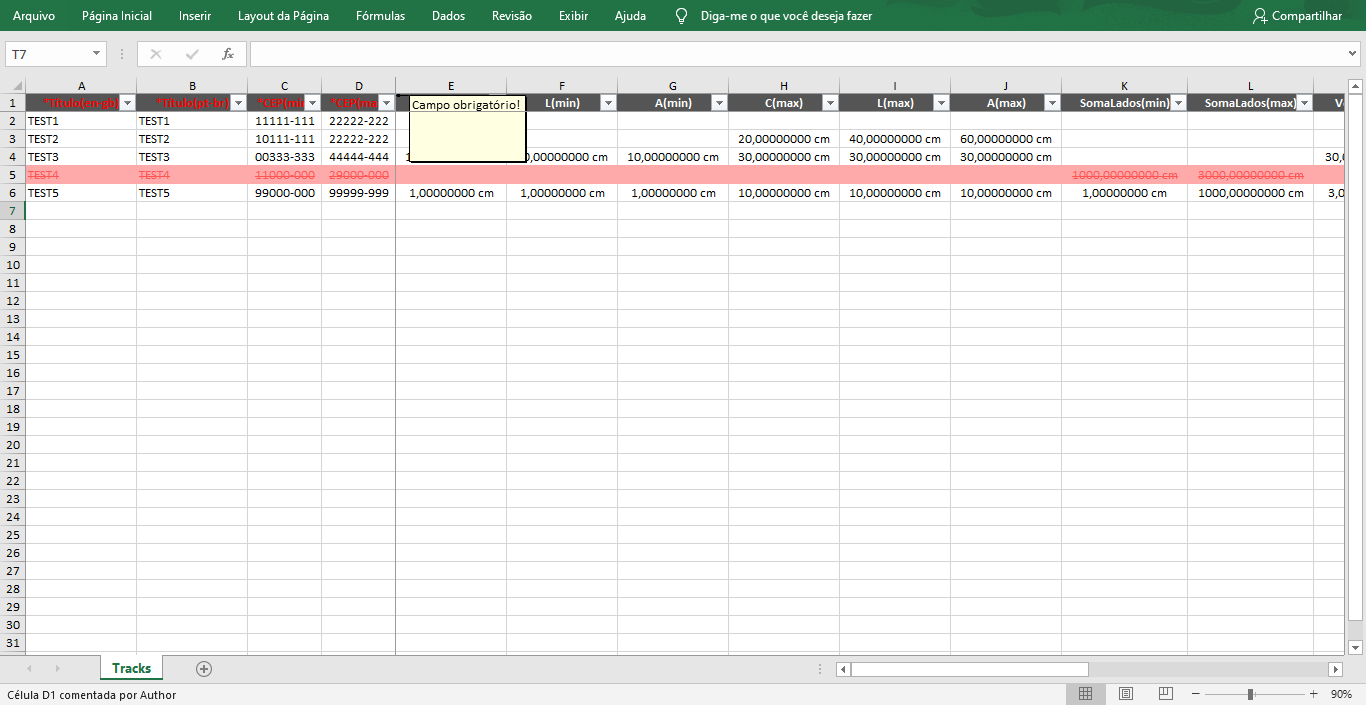 Arquivo Página Inicial Inserir Layout da Página Fórmulas Dados Revisão Exibir Ajuda Diga-me o que você deseja fazer Compartilhar
T7 fx
A B C D E F G H I J K L
1 *Título(en gb) *Título(pt br) *CEP(mi *CEP(ma L(min) A(min) C(max) L(max) A(max) SomaLados(min) SomaLados(max)
Campo obrigatório!
2 TEST1 TEST1 11111-111 22222-222
3 TEST2 TEST2 10111-111 22222-222 20,00000000 cm 40,00000000 cm 60,00000000 cm
4 TEST3 TEST3 00333-333 44444-444 ,00000000 cm 10,00000000 cm 30,00000000 cm 30,00000000 cm 30,00000000 cm 30,0
5 TEST4 TEST4 11000-000 29000-000 1000,00000000 cm 3000,00000000 cm
6 TEST5 TEST5 99000-000 99999-999 1,00000000 cm 1,00000000 cm 1,00000000 cm 10,00000000 cm 10,00000000 cm 10,00000000 cm 1,00000000 cm 1000,00000000 cm 3,0
7
8
9
10
11
12
13
14
15
16
17
18
19
20
21
22
23
24
25
26
27
28
29
30
31
Tracks
Célula D1 comentada por Author 90%